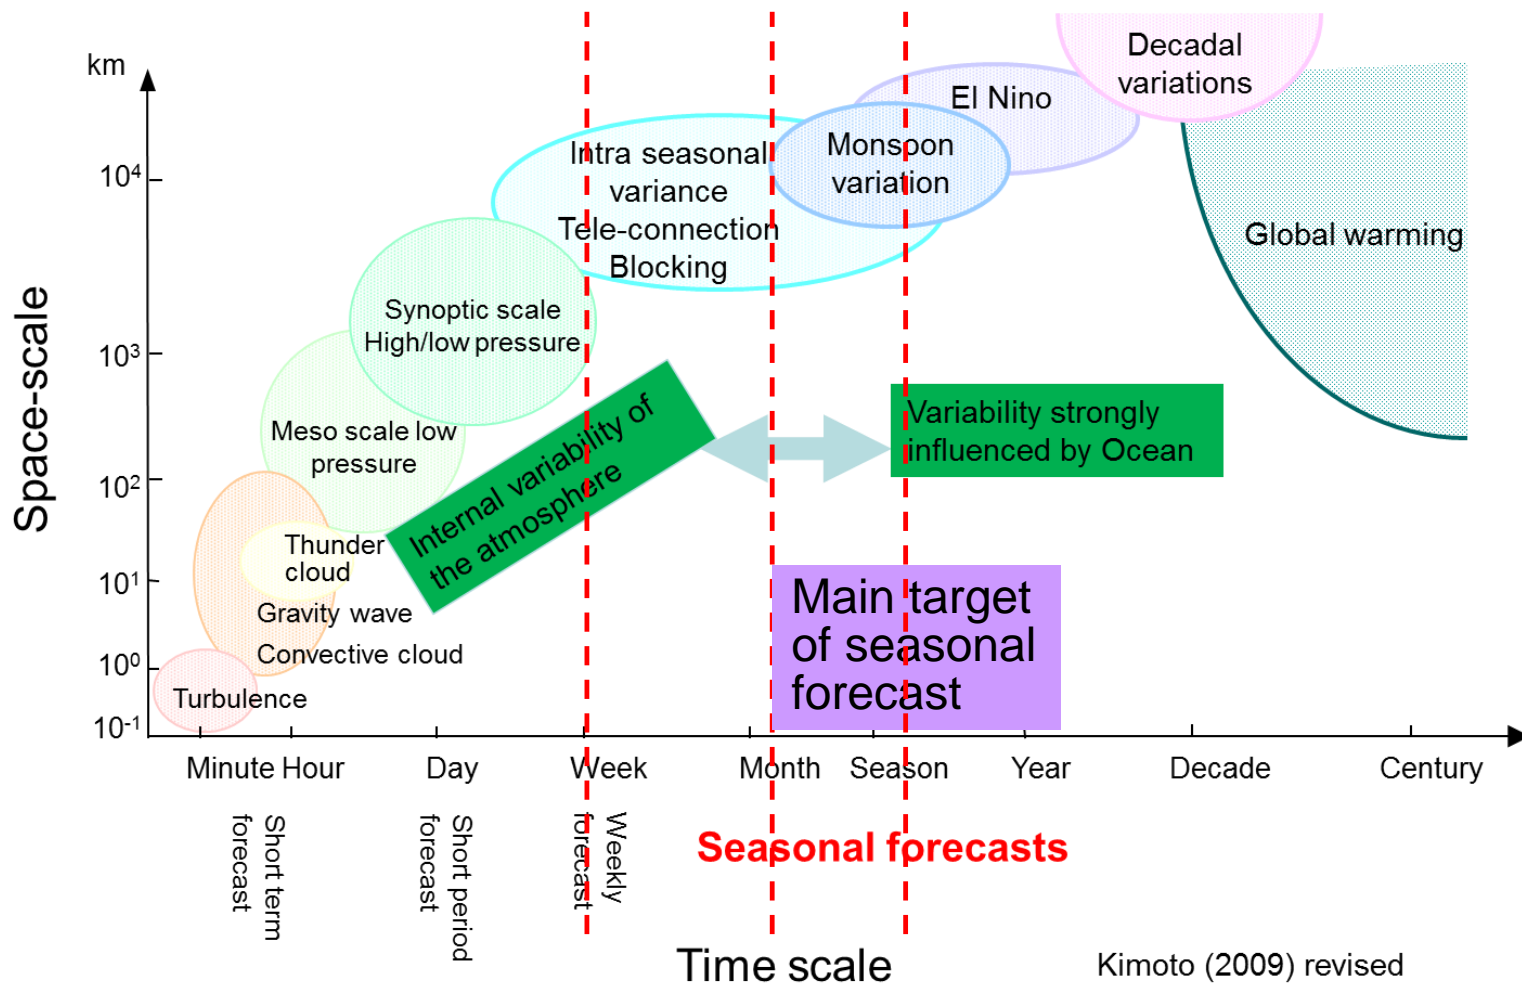 km
Decadal
variations
El Nino
Monsoon
variation
Intra seasonal
variance
Tele-connection
Blocking
Global warming
10⁴
Synoptic scale
High/low pressure
10³
Space-scale
Meso scale low
pressure
Internal variability of
the atmosphere
Variability strongly
influenced by Ocean
10²
Thunder
cloud
10¹
Gravity wave
Convective cloud
10⁰
Turbulence
10⁻¹
Main target
of seasonal
forecast
Minute Hour Day Week Month Season Year Decade Century
Short term
forecast
Short period
forecast
Weekly
forecast
Seasonal forecasts
Time scale
Kimoto (2009) revised